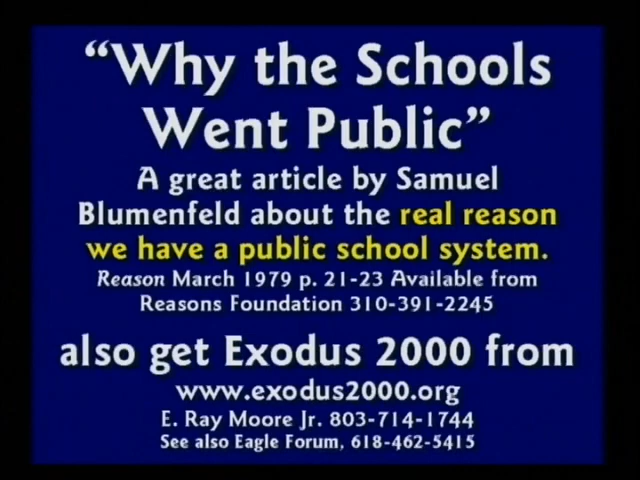 “Why the Schools
Went Public”
A great article by Samuel
Blumenfeld about the real reason
we have a public school system.
Reason March 1979 p. 21-23 Available from
Reasons Foundation 310-391-2245
also get Exodus 2000 from
www.exodus2000.org
E. Ray Moore Jr. 803-714-1744
See also Eagle Forum, 618-462-5415